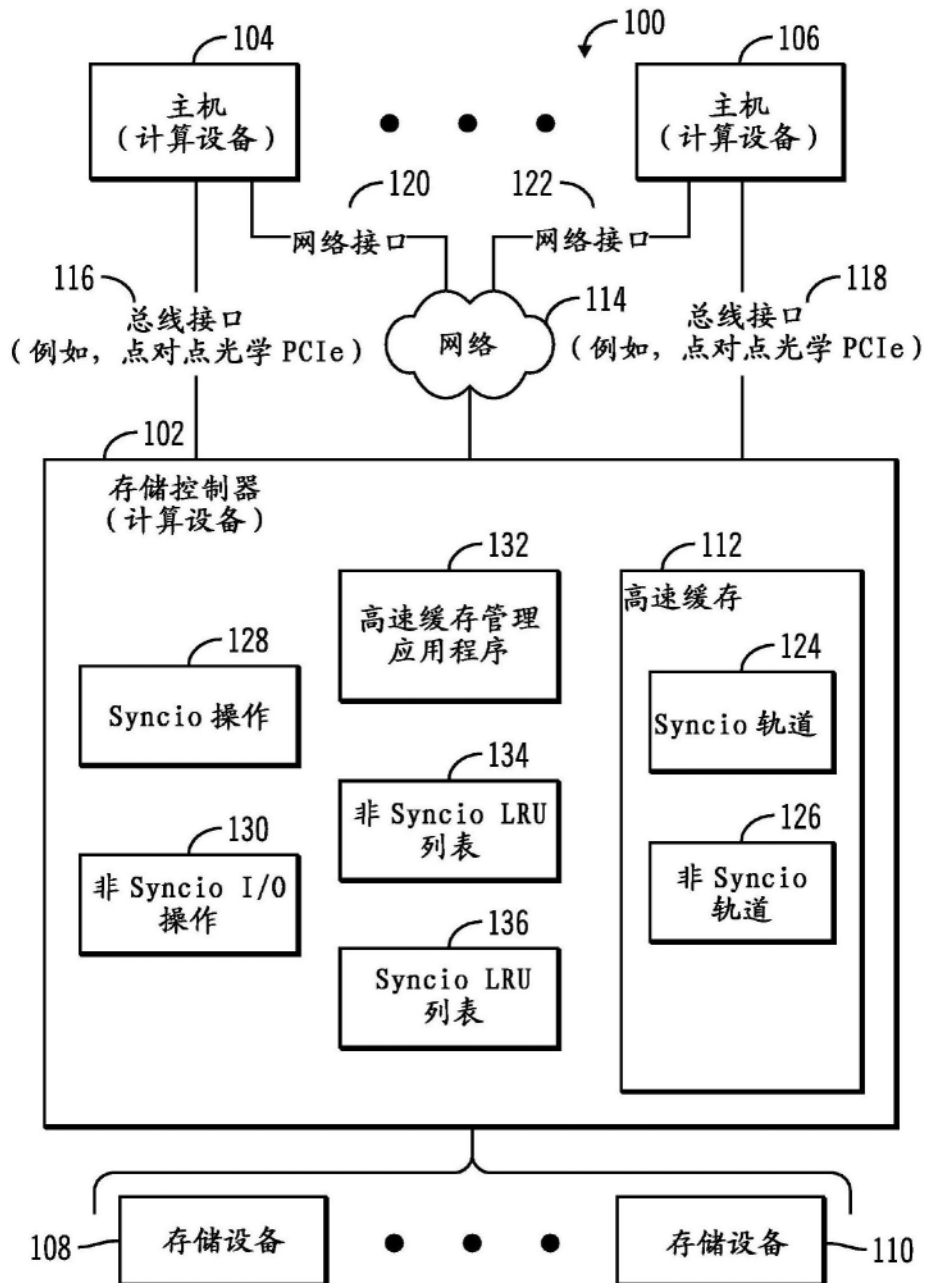 100
104
106
主机
(计算设备)
主机
(计算设备)
120
122
网络接口
网络接口
116
118
114
总线接口
(例如，点对点光学 PCIe)
网络
总线接口
(例如，点对点光学 PCIe)
102
存储控制器
(计算设备)
132
高速缓存管理
应用程序
112
高速缓存
128
Syncio 操作
124
Syncio 轨道
134
非 Syncio LRU
列表
130
非 Syncio I/O
操作
126
非 Syncio
轨道
136
Syncio LRU
列表
108
存储设备
存储设备
110